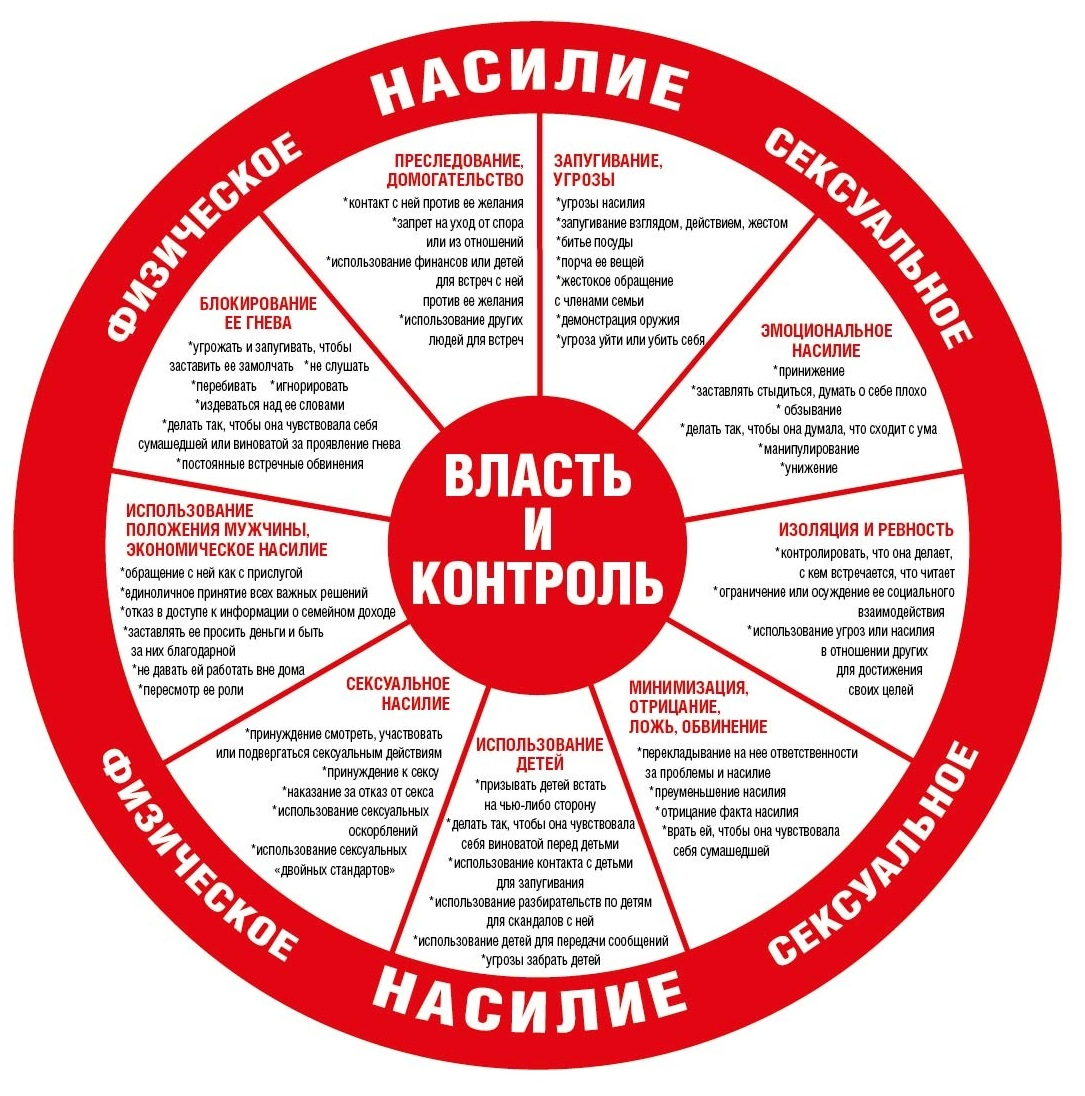 НАСИЛИЕ
ФИЗИЧЕСКОЕ
СЕКСУАЛЬНОЕ
ПРЕСЛЕДОВАНИЕ,
ДОМОГАТЕЛЬСТВО
*контакт с ней против ее желания
*запрет на уход от спора
или из отношений
*использование финансов или детей
для встреч с ней
против ее желания
*использование других
людей для встреч
ЗАПУГИВАНИЕ,
УГРОЗЫ
*угрозы насилия
*запугивание взглядом, действием, жестом
*битье посуды
*порча ее вещей
*жестокое обращение
с членами семьи
*демонстрация оружия
*угроза уйти или убить себя
ЭМОЦИОНАЛЬНОЕ
НАСИЛИЕ
*принижение
*заставлять стыдиться, думать о себе плохо
* обзывание
*делать так, чтобы она думала, что сходит с ума
*манипулирование
*унижение
ИЗОЛЯЦИЯ И РЕВНОСТЬ
*контролировать, что она делает,
с кем встречается, что читает
*ограничение или осуждение ее социального
взаимодействия
*использование угроз или насилия
в отношении других
для достижения
своих целей
МИНИМИЗАЦИЯ,
ОТРИЦАНИЕ,
ЛОЖЬ, ОБВИНЕНИЕ
*перекладывание на нее ответственности
за проблемы и насилие
*преуменьшение насилия
*отрицание факта насилия
*врать ей, чтобы она чувствовала
себя сумашедшей
ИСПОЛЬЗОВАНИЕ
ДЕТЕЙ
*призывать детей встать
на чью-либо сторону
*делать так, чтобы она чувствовала
себя виноватой перед детьми
*использование контакта с детьми
для запугивания
*использование разбирательств по детям
для скандалов с ней
*использование детей для передачи сообщений
*угрозы забрать детей
СЕКСУАЛЬНОЕ
НАСИЛИЕ
*принуждение смотреть, участвовать
или подвергаться сексуальным действиям
*принуждение к сексу
*наказание за отказ от секса
*использование сексуальных
оскорблений
*использование сексуальных
«двойных стандартов»
ИСПОЛЬЗОВАНИЕ
ПОЛОЖЕНИЯ МУЖЧИНЫ,
ЭКОНОМИЧЕСКОЕ НАСИЛИЕ
*обращение с ней как с прислугой
*единоличное принятие всех важных решений
*отказ в доступе к информации о семейном доходе
*заставлять ее просить деньги и быть
за них благодарной
*не давать ей работать вне дома
*пересмотр ее роли
БЛОКИРОВАНИЕ
ЕЕ ГНЕВА
*угрожать и запугивать, чтобы
заставить ее замолчать *не слушать
*перебивать *игнорировать
*издеваться над ее словами
*делать так, чтобы она чувствовала себя
сумашедшей или виноватой за проявление гнева
*постоянные встречные обвинения
ВЛАСТЬ
И
КОНТРОЛЬ
ФИЗИЧЕСКОЕ
СЕКСУАЛЬНОЕ
НАСИЛИЕ